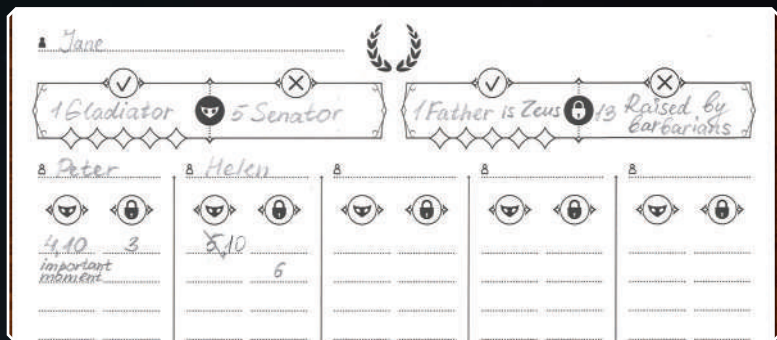 Jane
1 Gladiator 5 Senator
1 Father is Zeus 13 Raised by barbarians
Peter Helen
4,10 3 5,10
important moment 6